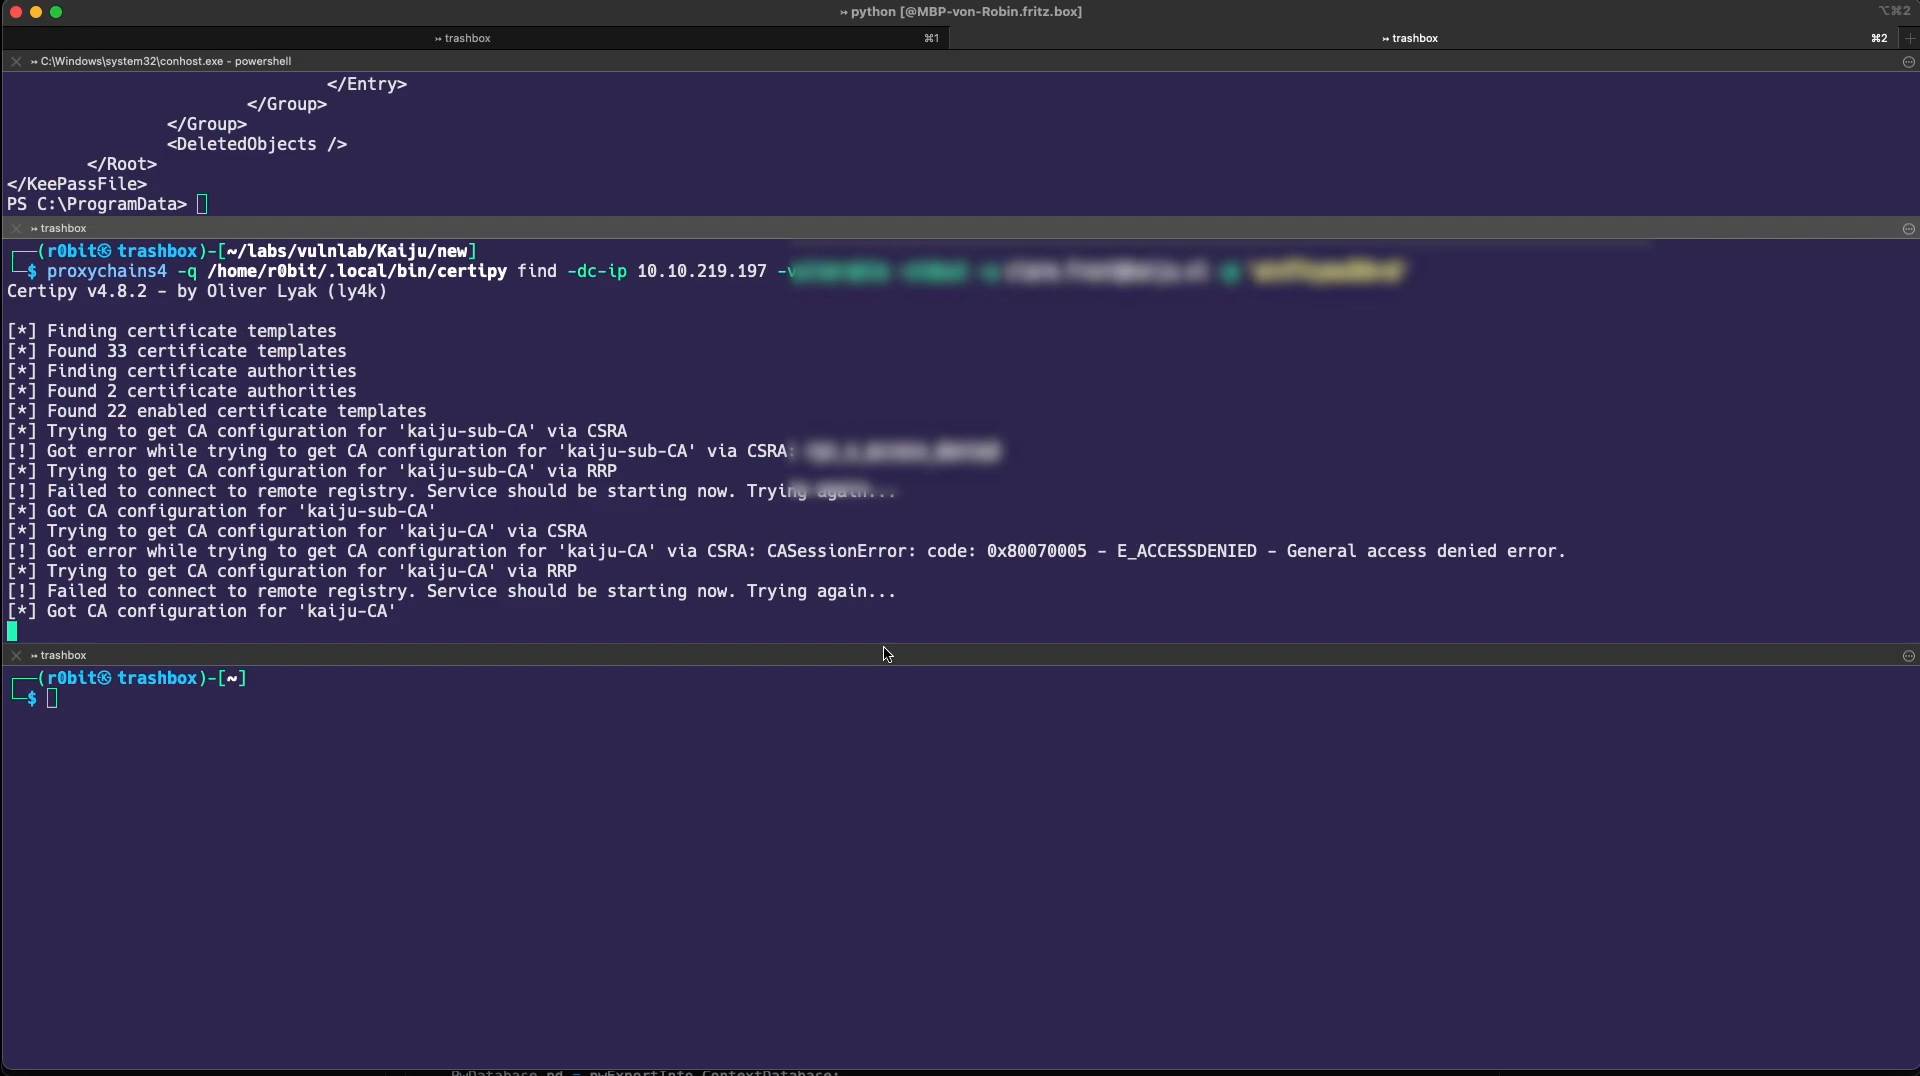 ↣ python [@MBP-von-Robin.fritz.box]
⌥⌘2
↣ trashbox ⌘1
↣ trashbox ⌘2
↣ C:\Windows\system32\conhost.exe - powershell
</Entry>
</Group>
</Group>
<DeletedObjects />
</Root>
</KeePassFile>
PS C:\ProgramData>
↣ trashbox
┌──(r0bit㉿trashbox)-[~/labs/vulnlab/Kaiju/new]
└─$ proxychains4 -q /home/r0bit/.local/bin/certipy find -dc-ip 10.10.219.197
Certipy v4.8.2 - by Oliver Lyak (ly4k)
[*] Finding certificate templates
[*] Found 33 certificate templates
[*] Finding certificate authorities
[*] Found 2 certificate authorities
[*] Found 22 enabled certificate templates
[*] Trying to get CA configuration for 'kaiju-sub-CA' via CSRA
[!] Got error while trying to get CA configuration for 'kaiju-sub-CA' via CSRA:
[*] Trying to get CA configuration for 'kaiju-sub-CA' via RRP
[!] Failed to connect to remote registry. Service should be starting now. Trying again...
[*] Got CA configuration for 'kaiju-sub-CA'
[*] Trying to get CA configuration for 'kaiju-CA' via CSRA
[!] Got error while trying to get CA configuration for 'kaiju-CA' via CSRA: CASessionError: code: 0x80070005 - E_ACCESSDENIED - General access denied error.
[*] Trying to get CA configuration for 'kaiju-CA' via RRP
[!] Failed to connect to remote registry. Service should be starting now. Trying again...
[*] Got CA configuration for 'kaiju-CA'
↣ trashbox
┌──(r0bit㉿trashbox)-[~]
└─$